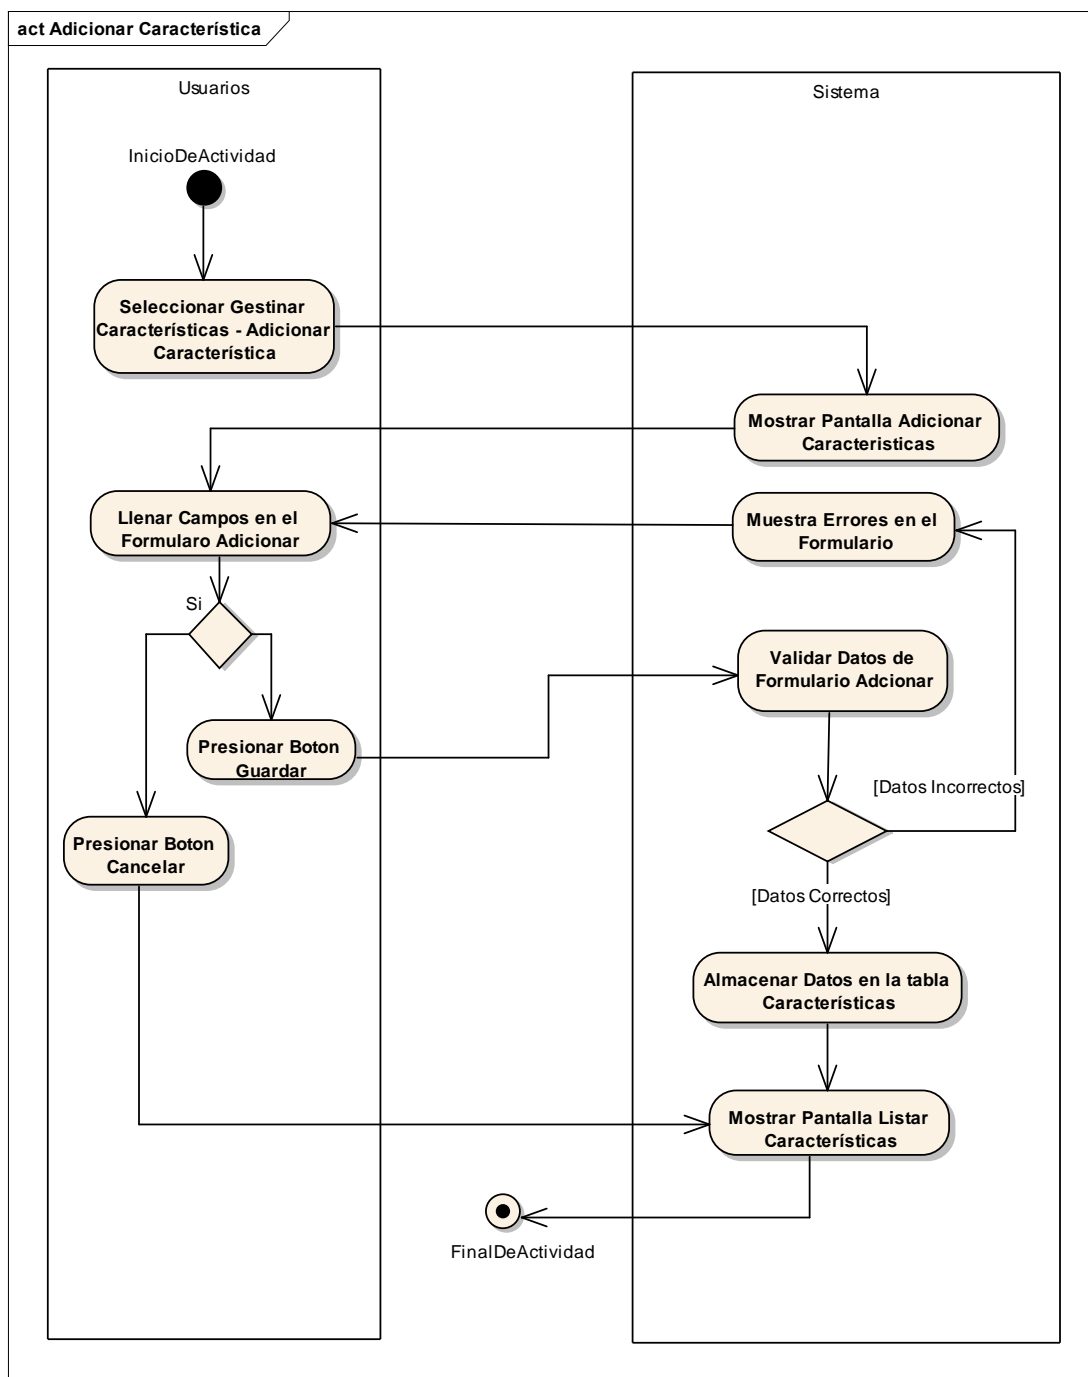 act Adicionar Característica
Usuarios
Sistema
InicioDeActividad
Seleccionar Gestinar
Características - Adicionar
Característica
Mostrar Pantalla Adicionar
Caracteristicas
Llenar Campos en el
Formularo Adicionar
Muestra Errores en el
Formulario
Si
Validar Datos de
Formulario Adcionar
Presionar Boton
Guardar
[Datos Incorrectos]
Presionar Boton
Cancelar
[Datos Correctos]
Almacenar Datos en la tabla
Características
Mostrar Pantalla Listar
Características
FinalDeActividad